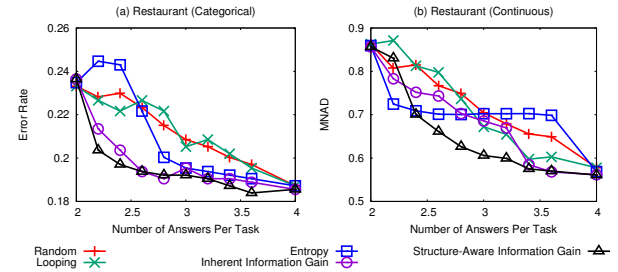 (a) Restaurant (Categorical)
0.26
0.24
0.22
0.2
0.18
Error Rate
2 2.5 3 3.5 4
Number of Answers Per Task
(b) Restaurant (Continuous)
0.9
0.8
0.7
0.6
0.5
MNAD
2 2.5 3 3.5 4
Number of Answers Per Task
Random
Looping
Entropy
Inherent Information Gain
Structure-Aware Information Gain